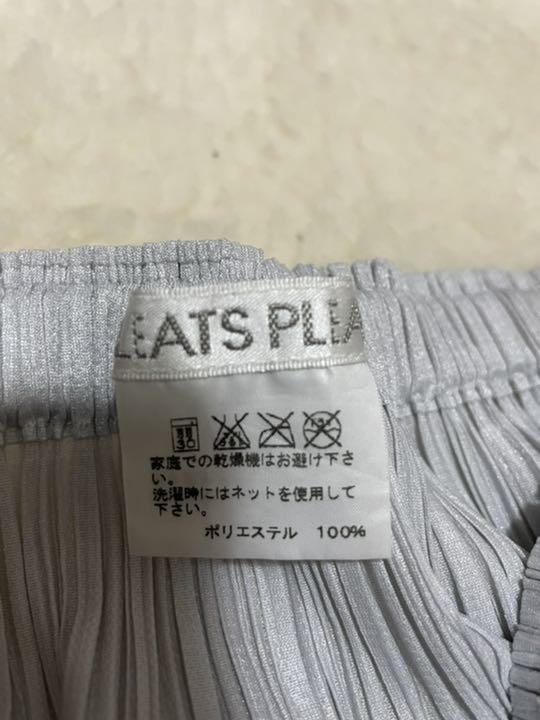 LEATS PLEA
家庭での乾燥機はお避け下さ
い。
洗濯時にはネットを使用して
下さい。
ポリエステル 100%